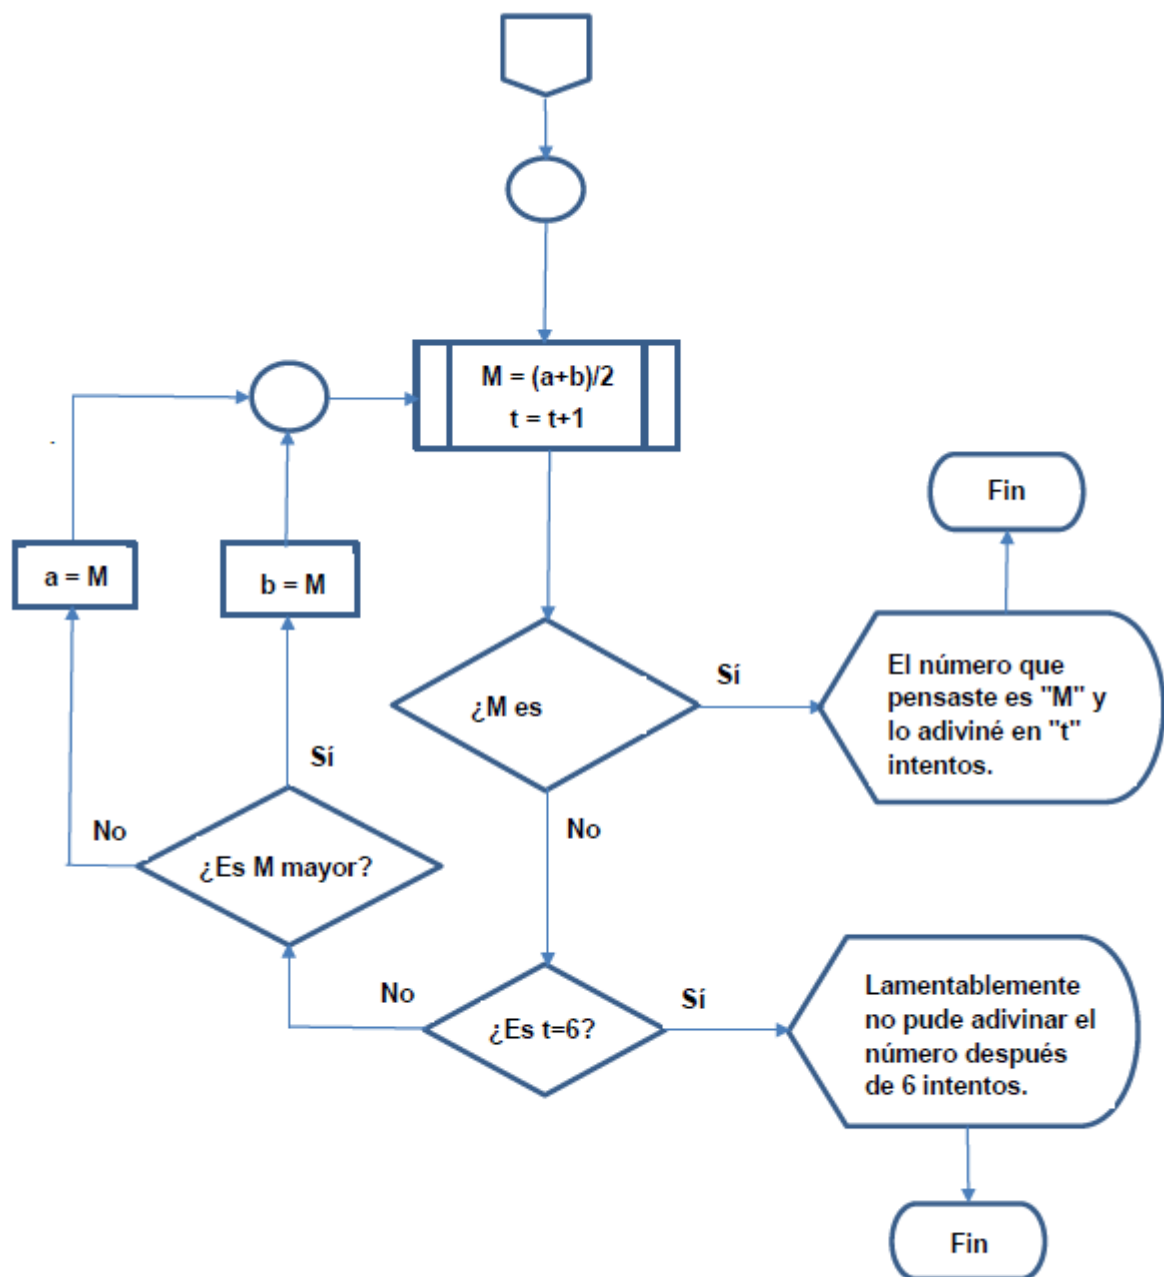 M = (a+b)/2
t = t+1
Fin
a = M
b = M
¿M es
Sí
El número que
pensaste es "M" y
lo adiviné en "t"
intentos.
Sí
No
No
¿Es M mayor?
No
¿Es t=6?
Sí
Lamentablemente
no pude adivinar el
número después
de 6 intentos.
Fin